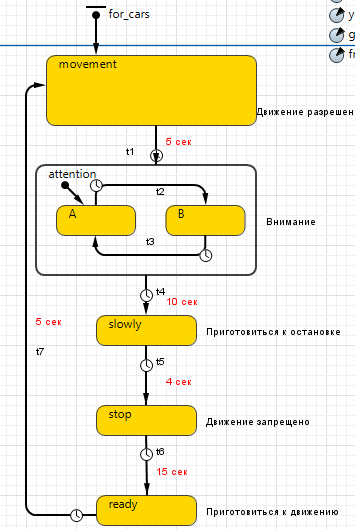 for_cars
y
g
fr
movement
Движение разрешен
5 сек
t1
attention
t2
A
B
Внимание
t3
t4
10 сек
slowly
5 сек
Приготовиться к остановке
t7
t5
4 сек
stop
Движение запрещено
t6
15 сек
ready
Приготовиться к движению